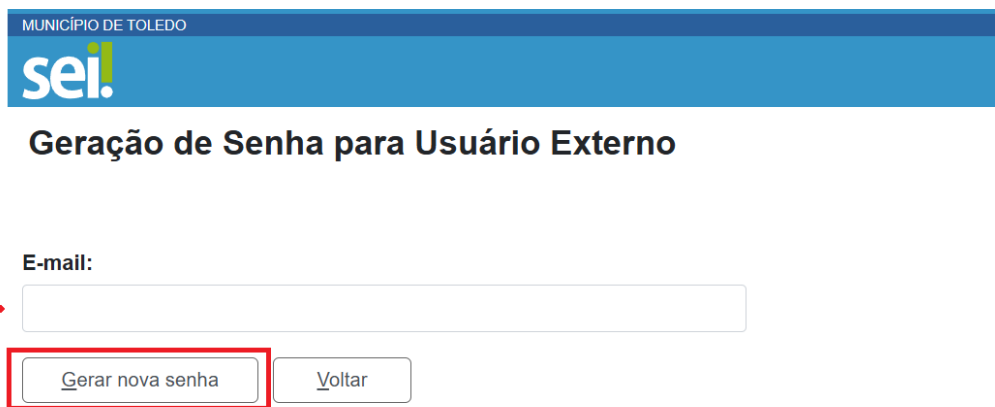 MUNICÍPIO DE TOLEDO
sei!
Geração de Senha para Usuário Externo
E-mail:
Gerar nova senha
Voltar